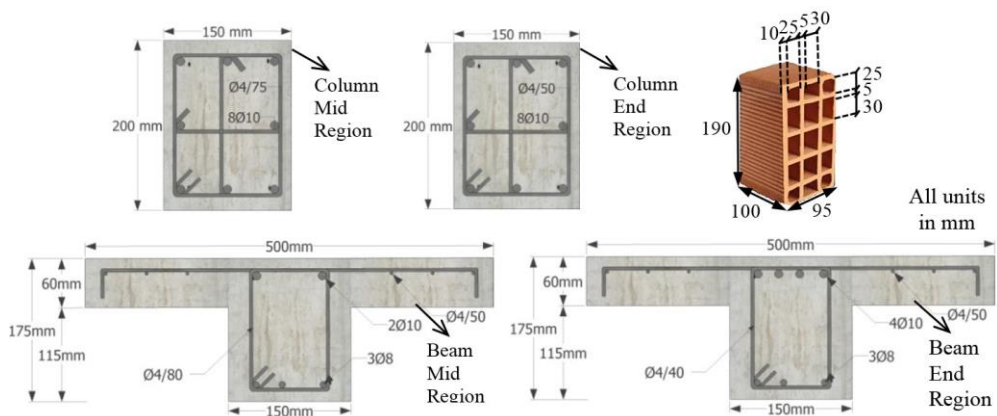 150 mm
200 mm
Ø4/75
8Ø10
Column
Mid
Region
150 mm
200 mm
Ø4/50
8Ø10
Column
End
Region
10 25 5 30
25
5
30
190
100
95
All units
in mm
500mm
60mm
175mm
115mm
Ø4/50
2Ø10
Ø4/80
3Ø8
150mm
Beam
Mid
Region
500mm
60mm
175mm
115mm
Ø4/50
4Ø10
Ø4/40
3Ø8
150mm
Beam
End
Region